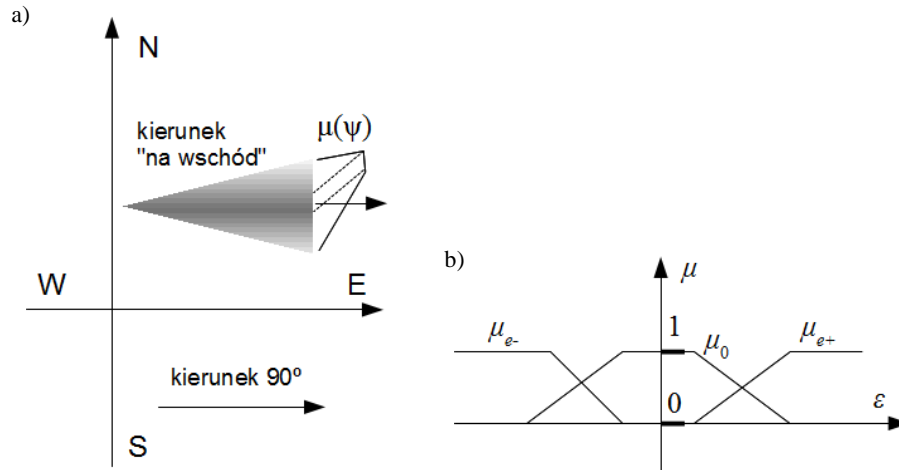 a)
N
kierunek
"na wschód"
μ(ψ)
W
E
kierunek 90º
S
b)
μ
1
μe-
μ0
μe+
0
ε